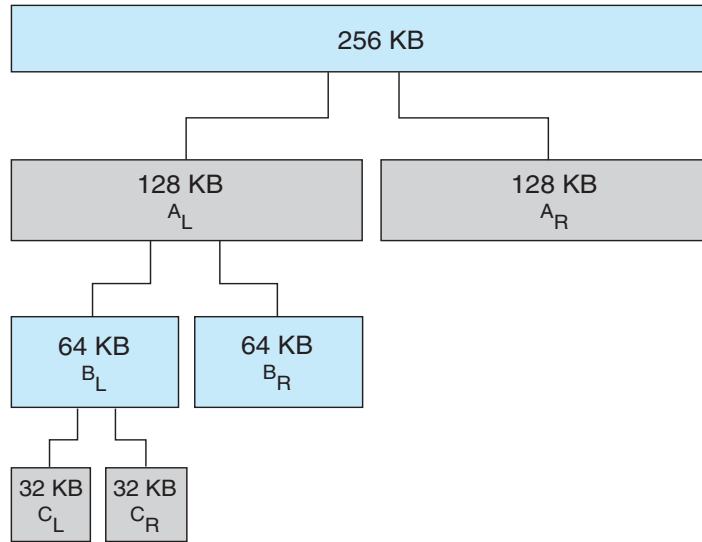 256 KB
128 KB
A_L
128 KB
A_R
64 KB
B_L
64 KB
B_R
32 KB
C_L
32 KB
C_R